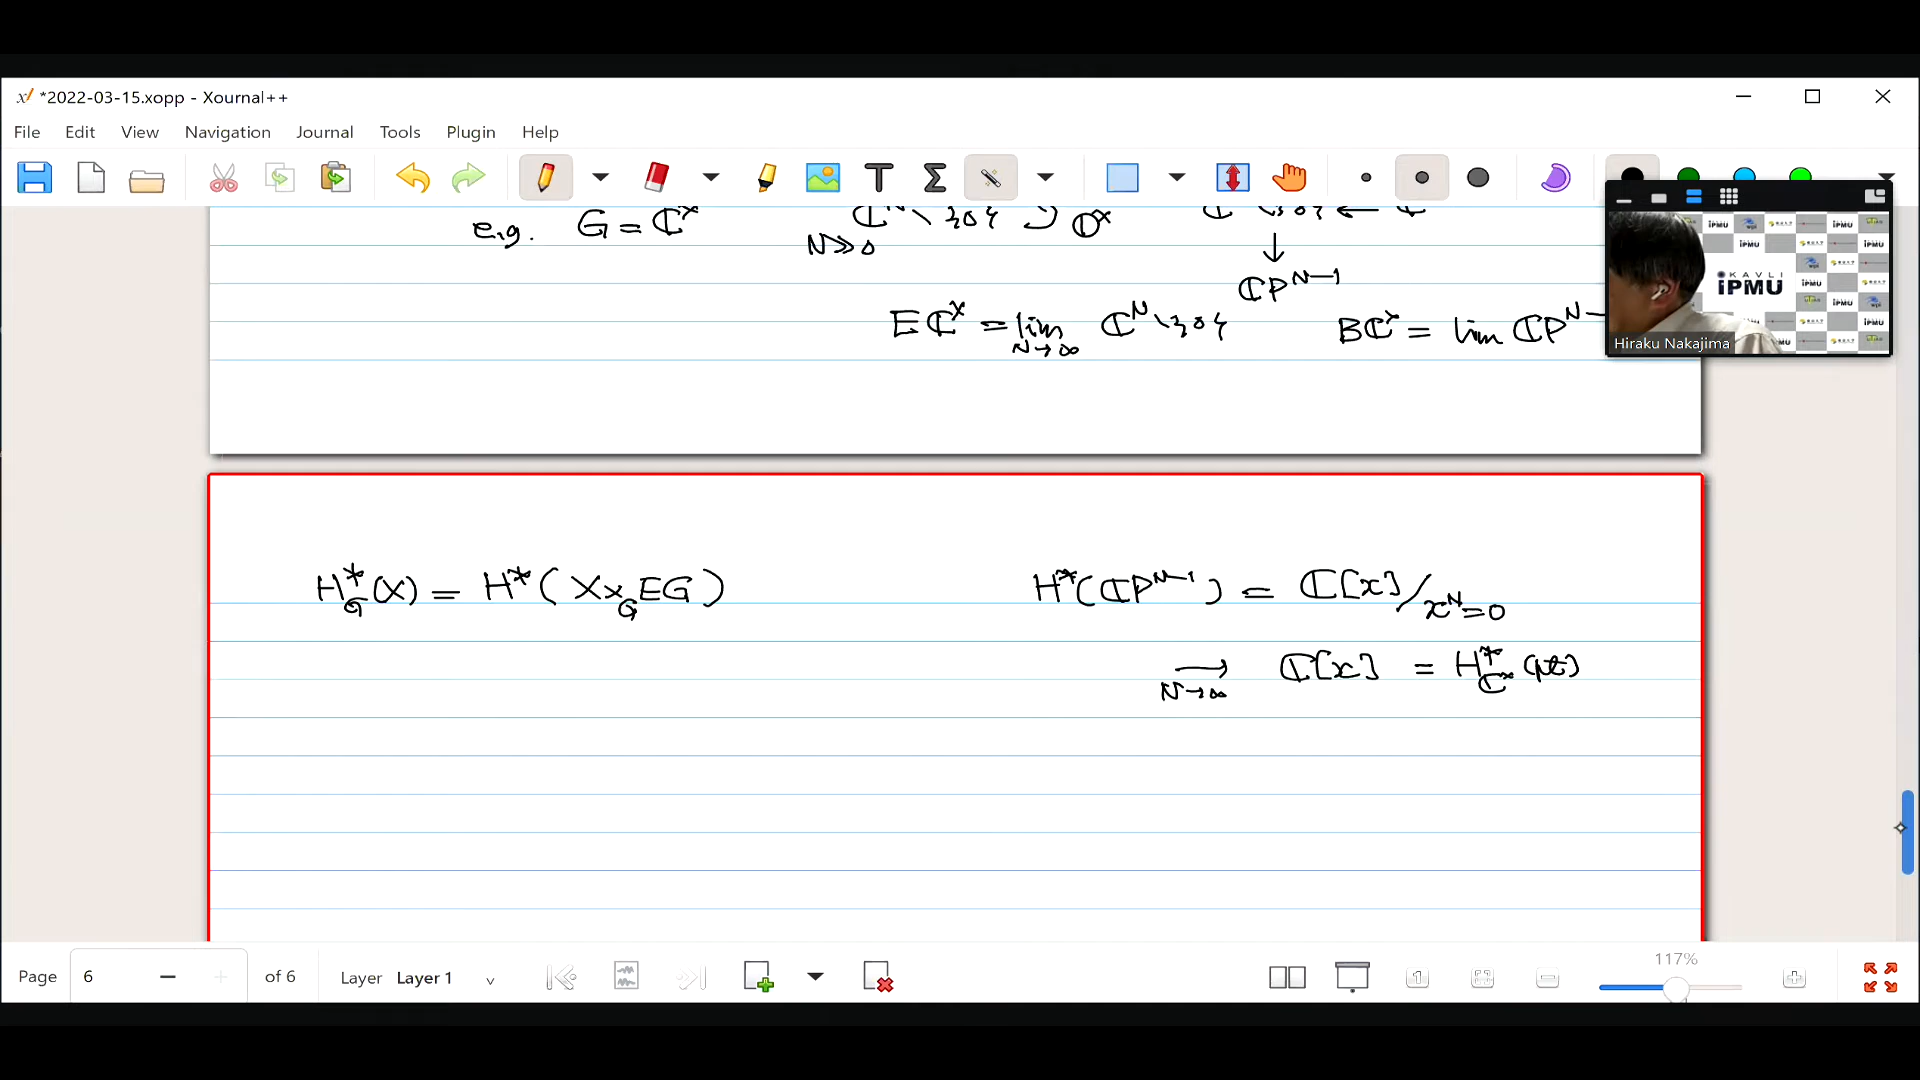 *2022-03-15.xopp - Xournal++
File Edit View Navigation Journal Tools Plugin Help
e.g. G = ℂ^× ℂ^N \ {0} ↶ ℂ^×
N≫0
↓
ℂP^{N-1}
Eℂ^× = lim_{N→∞} ℂ^N \ {0} Bℂ^× = lim ℂP^{N-
KAVLI
IPMU
Hiraku Nakajima
H^*_G(X) = H^*(X ×_G EG) H^*(ℂP^{N-1}) = ℂ[x]/x^N=0
→_{N→∞} ℂ[x] = H^*_{ℂ^×}(pt)
Page 6 of 6 Layer Layer 1 117%